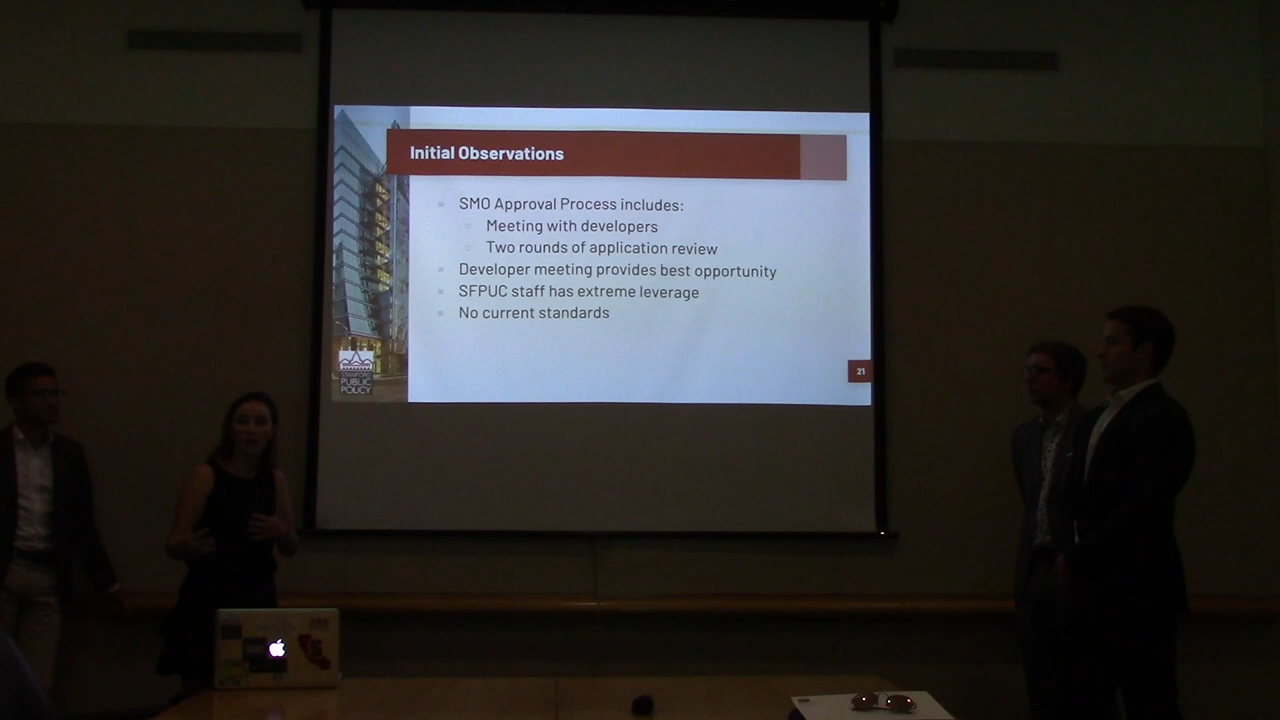 Initial Observations
SMO Approval Process includes:
Meeting with developers
Two rounds of application review
Developer meeting provides best opportunity
SFPUC staff has extreme leverage
No current standards
21
STANFORD
PUBLIC
POLICY